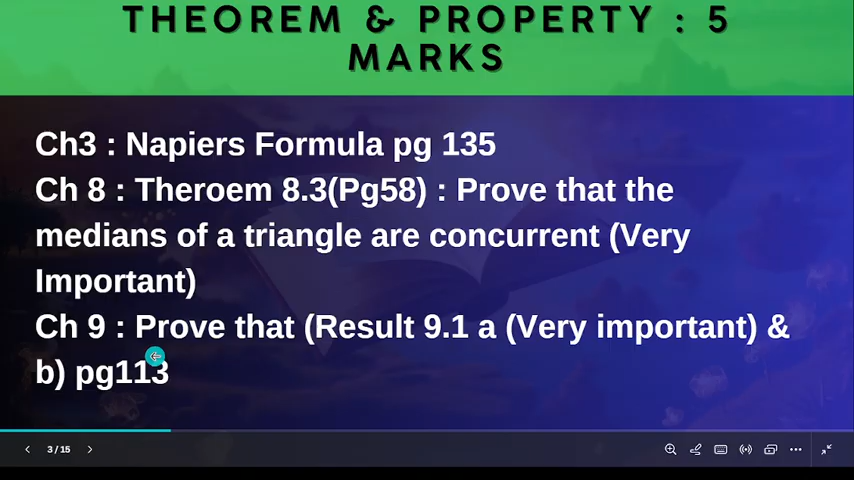 THEOREM & PROPERTY : 5
MARKS
Ch3 : Napiers Formula pg 135
Ch 8 : Theroem 8.3(Pg58) : Prove that the
medians of a triangle are concurrent (Very
Important)
Ch 9 : Prove that (Result 9.1 a (Very important) &
b) pg113
3 / 15